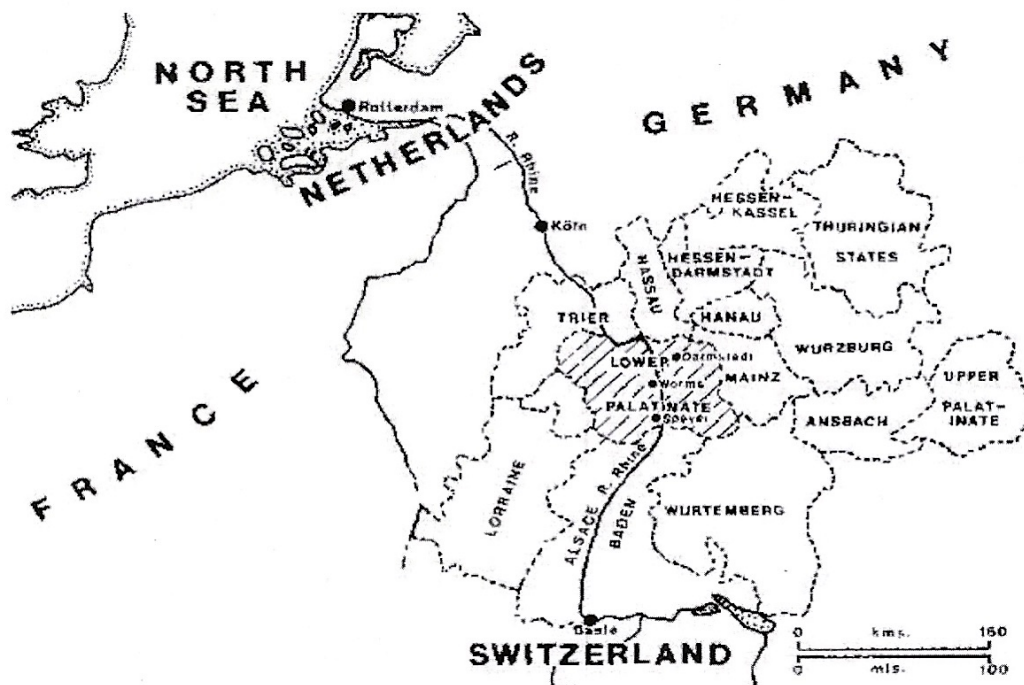 NORTH
SEA
GERMANY
Rotterdam
NETHERLANDS
R. Rhine
Köln
HESSEN-
KASSEL
THURINGIAN
STATES
NASSAU
HESSEN-
DARMSTADT
TRIER
HANAU
LOWER
Darmstadt
WURZBURG
MAINZ
Worms
UPPER
PALATINATE
Speyer
ANSBACH
PALAT-
INATE
FRANCE
LORRAINE
ALSACE
R. Rhine
BADEN
WURTEMBERG
Basle
SWITZERLAND
0 kms. 160
0 mls. 100